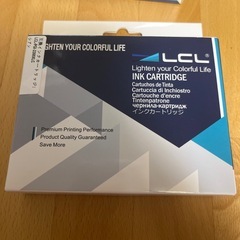 LIGHTEN YOUR COLORFUL LIFE
LCL
Lighten your Colorful Life
INK CARTRIDGE
Cartuchos de Tinta
Cartuccia di Inchiostro
Cartouche d'encre
Tintenpatrone
чернила-картридж
インクカートリッジ
Premium Printing Performance
Product Quality Guaranteed
Save More